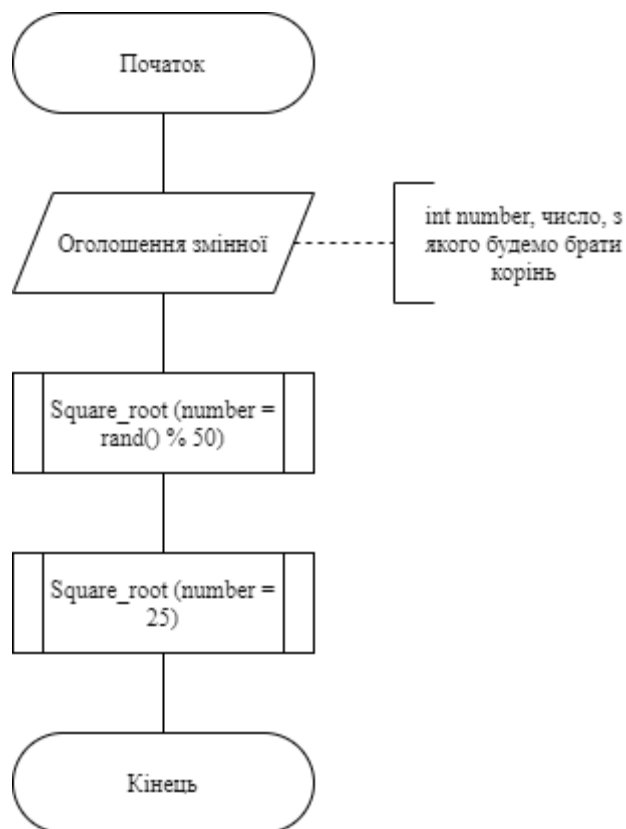 Початок
Оголошення змінної
int number, число, з
якого будемо брати
корінь
Square_root (number =
rand() % 50)
Square_root (number =
25)
Кінець